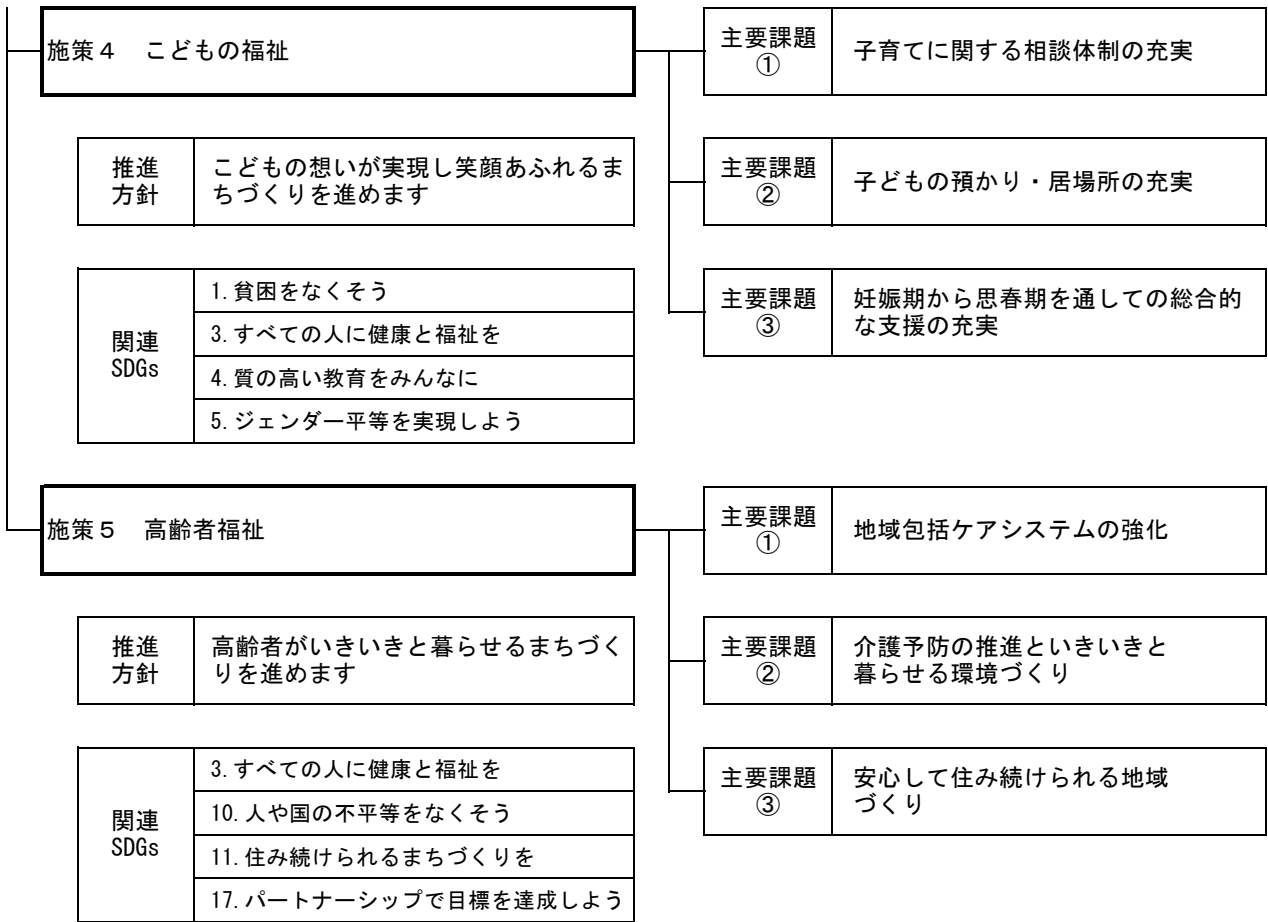 施策４　こどもの福祉
主要課題
①
子育てに関する相談体制の充実
推進
方針
こどもの想いが実現し笑顔あふれるま
ちづくりを進めます
主要課題
②
子どもの預かり・居場所の充実
関連
SDGs
1.貧困をなくそう
3.すべての人に健康と福祉を
4.質の高い教育をみんなに
5.ジェンダー平等を実現しよう
主要課題
③
妊娠期から思春期を通しての総合的
な支援の充実
施策５　高齢者福祉
主要課題
①
地域包括ケアシステムの強化
推進
方針
高齢者がいきいきと暮らせるまちづく
りを進めます
主要課題
②
介護予防の推進といきいきと
暮らせる環境づくり
関連
SDGs
3.すべての人に健康と福祉を
10.人や国の不平等をなくそう
11.住み続けられるまちづくりを
17.パートナーシップで目標を達成しよう
主要課題
③
安心して住み続けられる地域
づくり